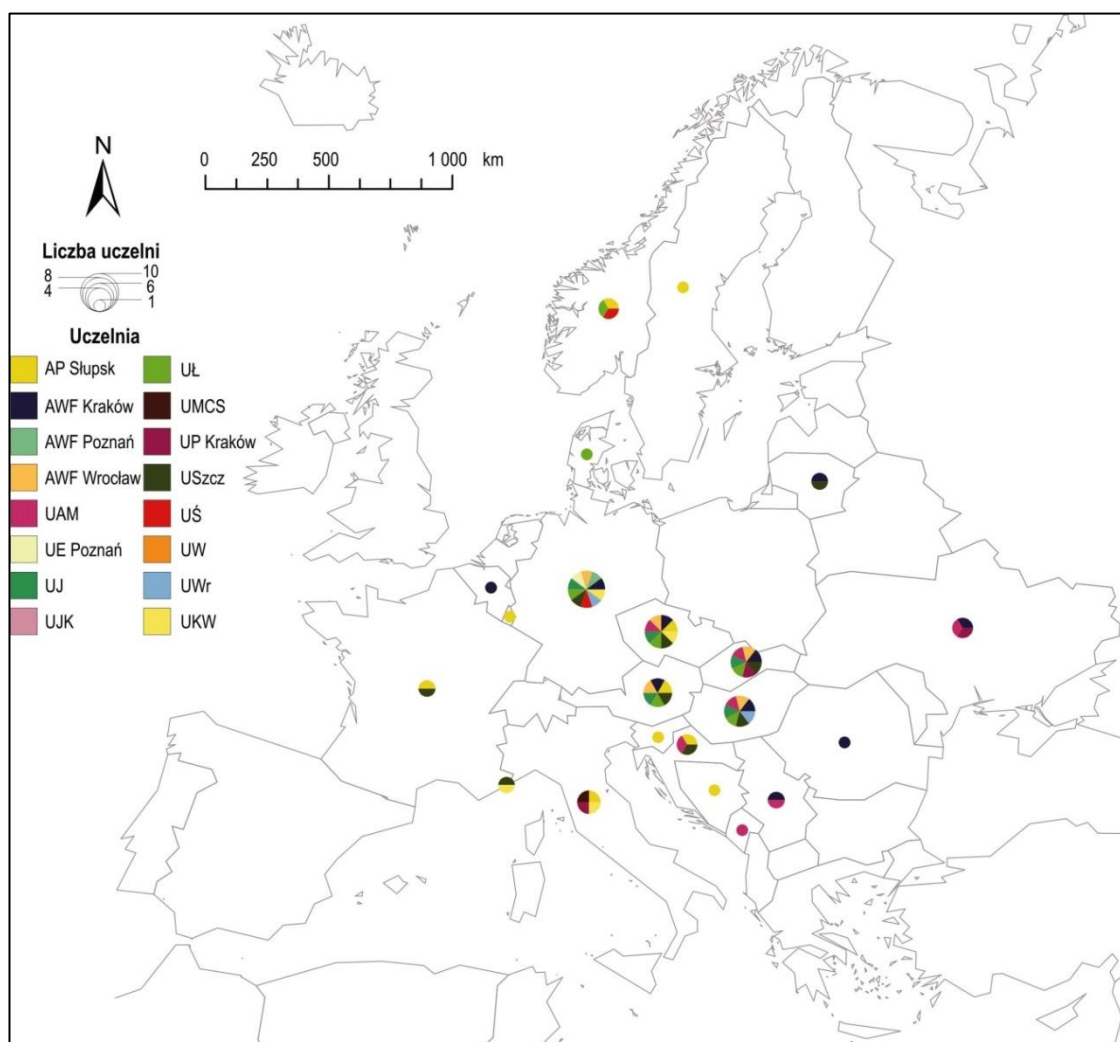 N
0 250 500 1 000 km
Liczba uczelni
8 10
4 6
1
Uczelnia
AP Słupsk UŁ
AWF Kraków UMCS
AWF Poznań UP Kraków
AWF Wrocław USzcz
UAM UŚ
UE Poznań UW
UJ UWr
UJK UKW